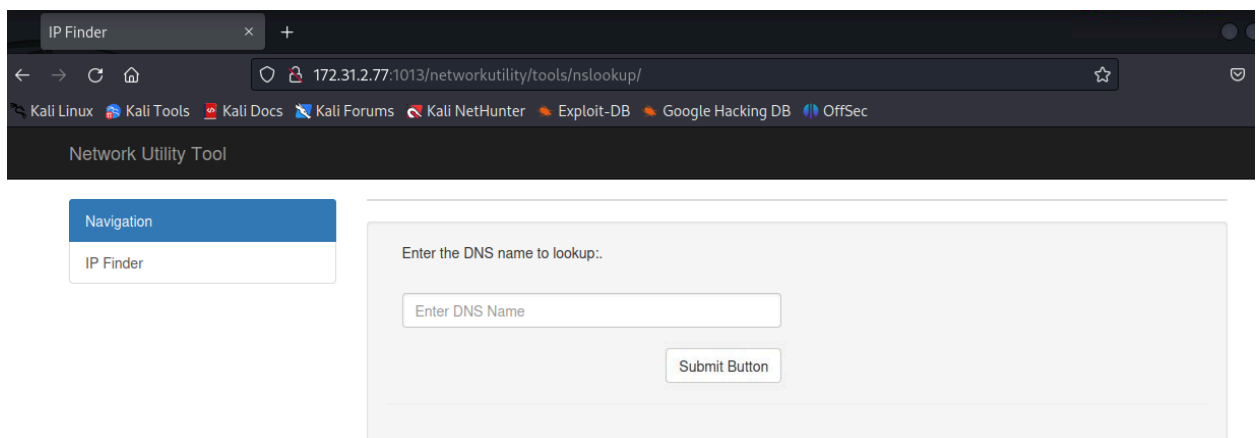 IP Finder
172.31.2.77:1013/networkutility/tools/nslookup/
Kali Linux Kali Tools Kali Docs Kali Forums Kali NetHunter Exploit-DB Google Hacking DB OffSec
Network Utility Tool
Navigation
IP Finder
Enter the DNS name to lookup:.
Enter DNS Name
Submit Button